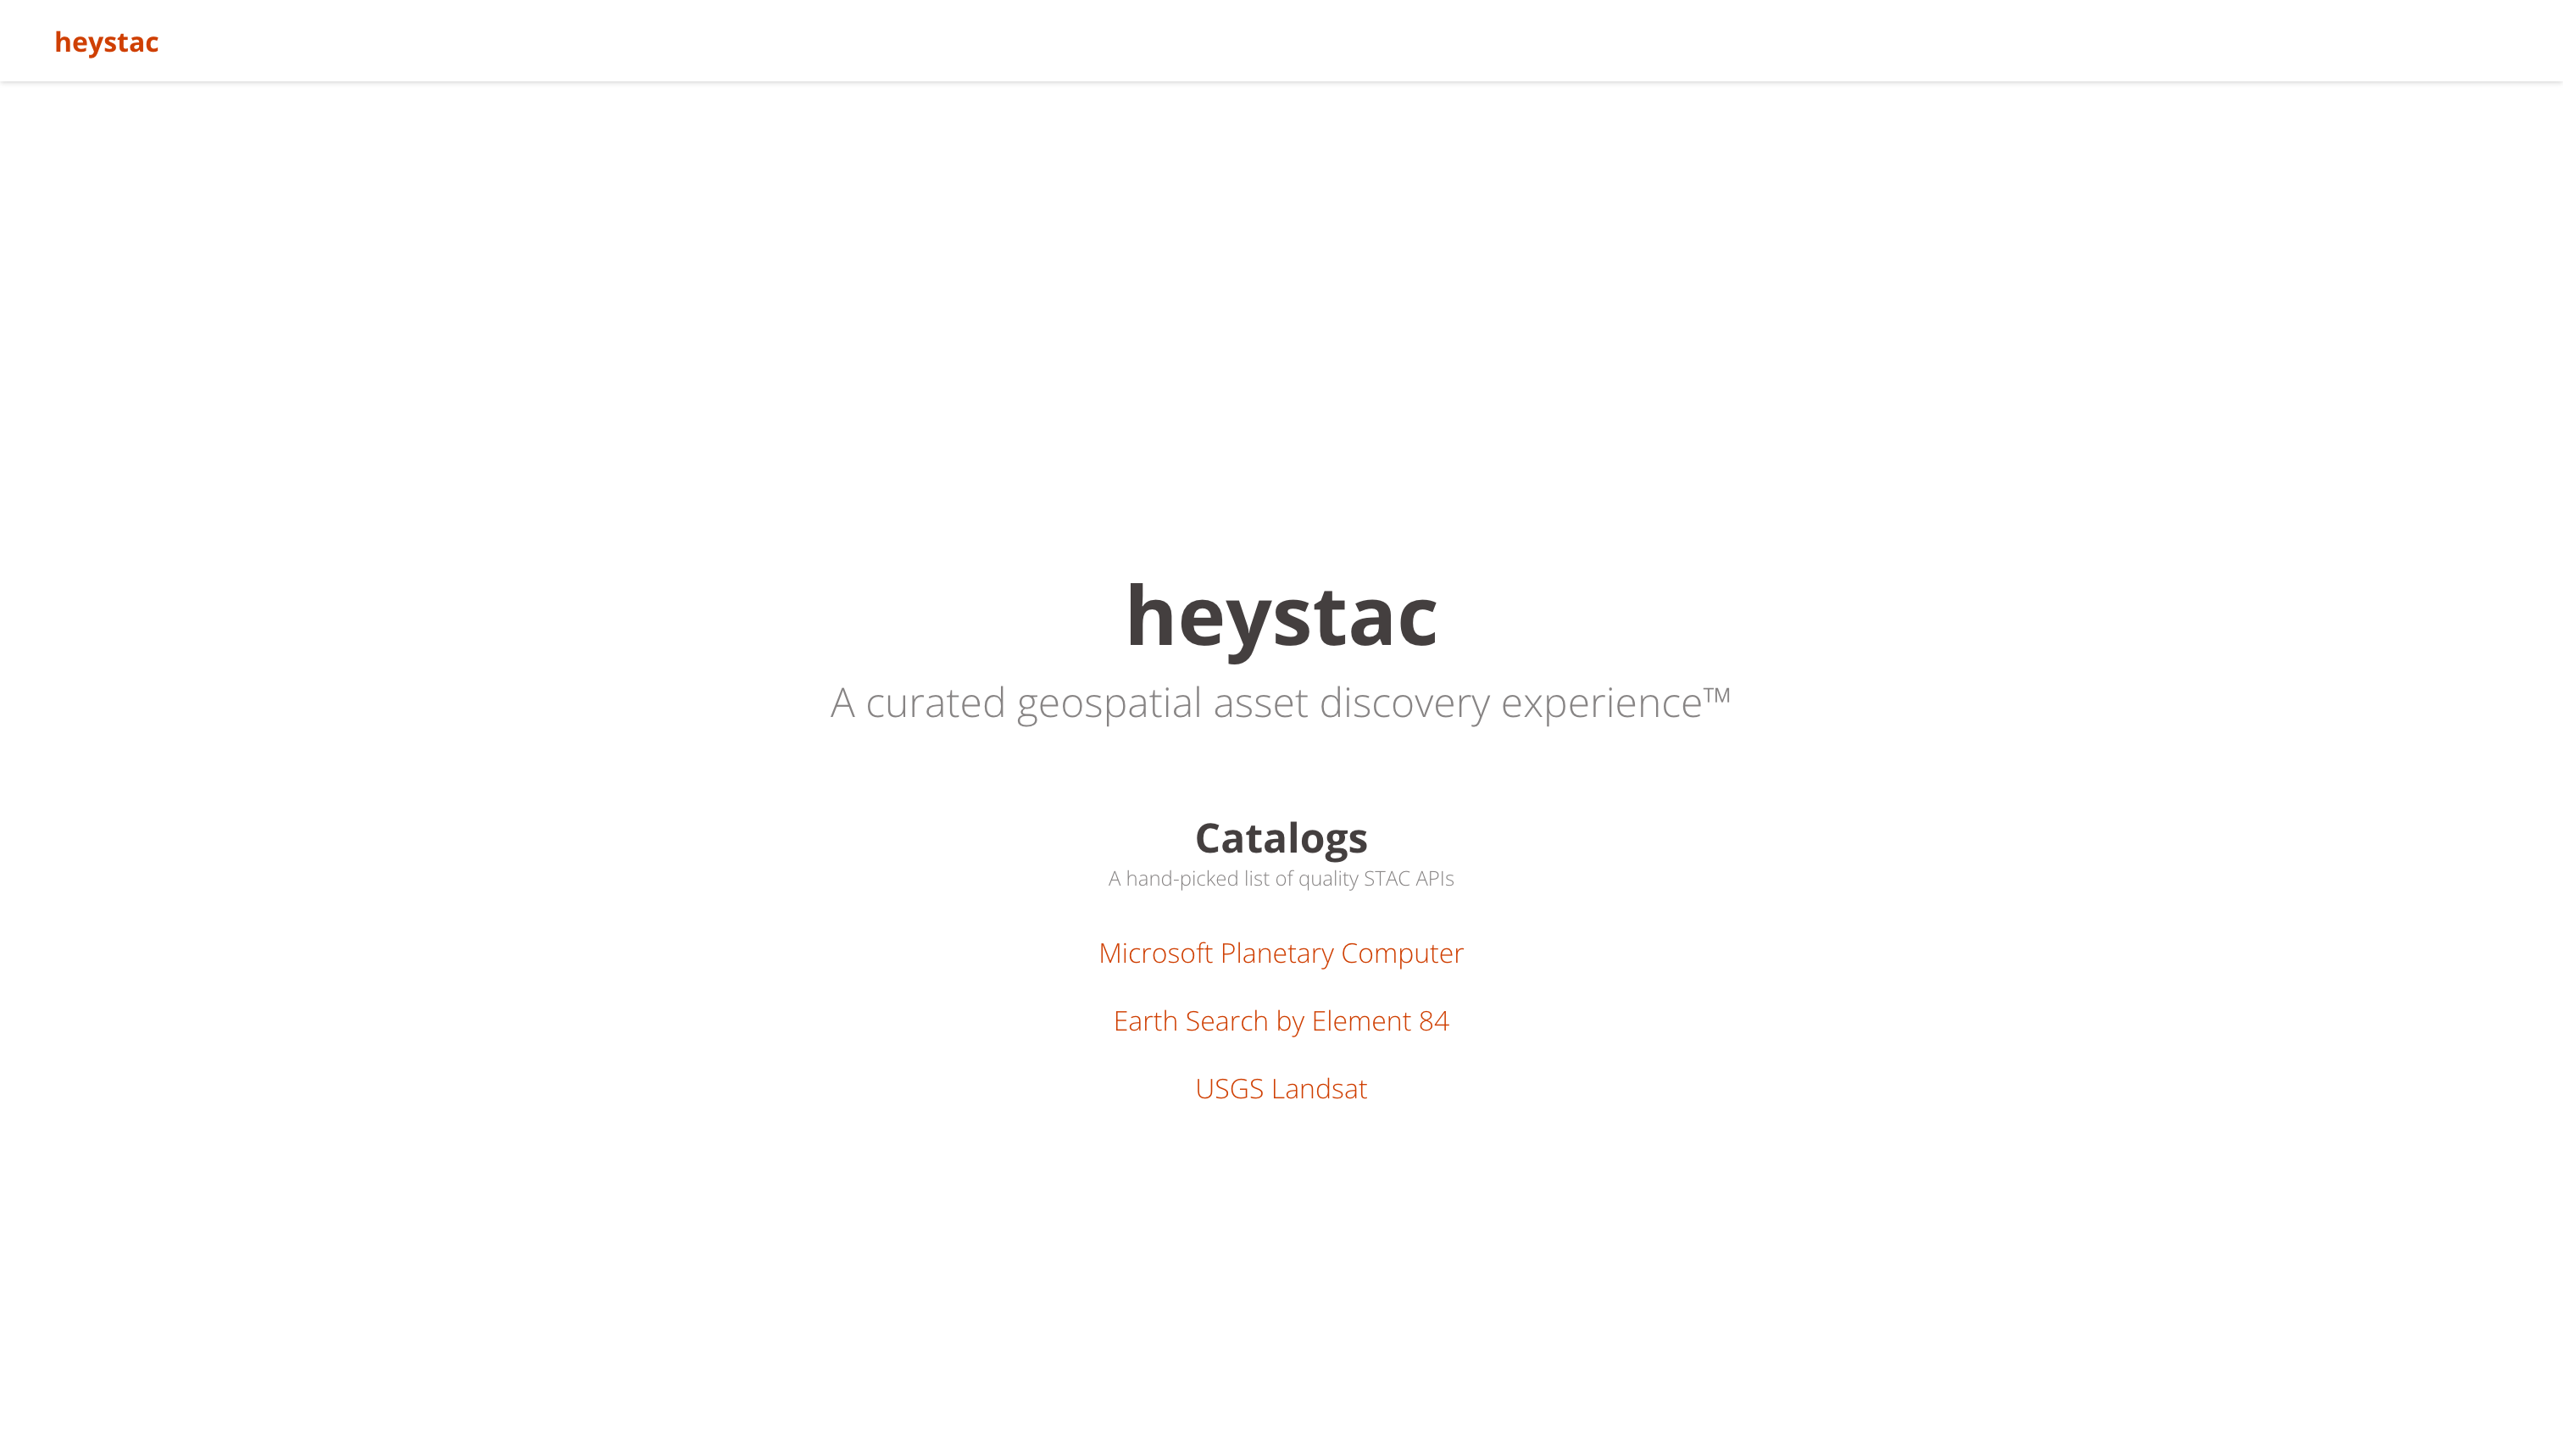 heystac
heystac
A curated geospatial asset discovery experience™
Catalogs
A hand-picked list of quality STAC APIs
Microsoft Planetary Computer
Earth Search by Element 84
USGS Landsat